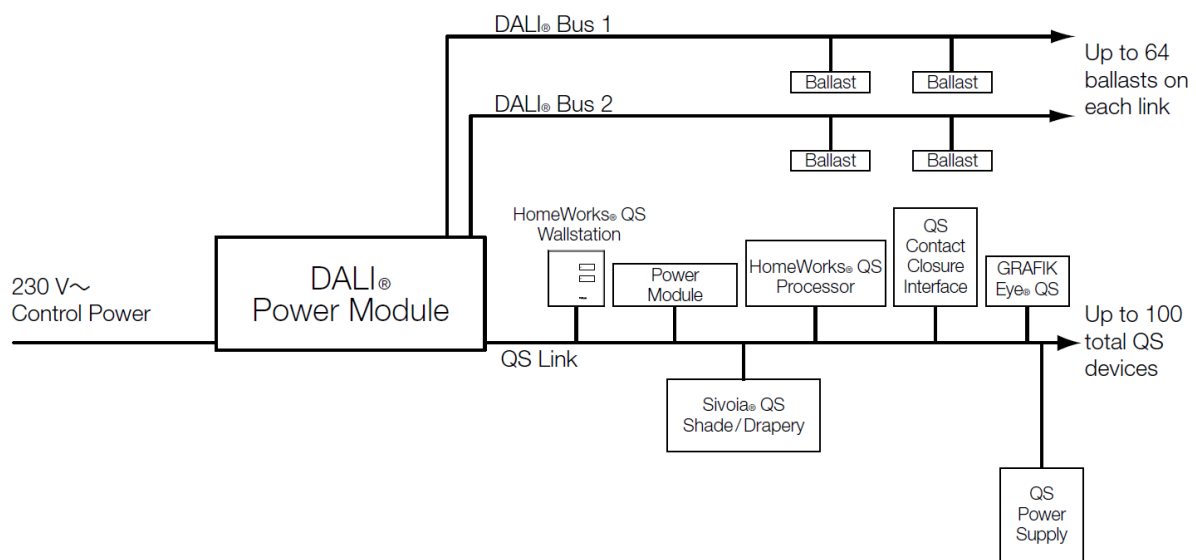 DALI® Bus 1
Up to 64
ballasts on
each link
Ballast
Ballast
DALI® Bus 2
Ballast
Ballast
HomeWorks® QS
Wallstation
Power
Module
HomeWorks® QS
Processor
QS
Contact
Closure
Interface
GRAFIK
Eye® QS
230 V~
Control Power
DALI®
Power Module
QS Link
Up to 100
total QS
devices
Sivoia® QS
Shade/Drapery
QS
Power
Supply